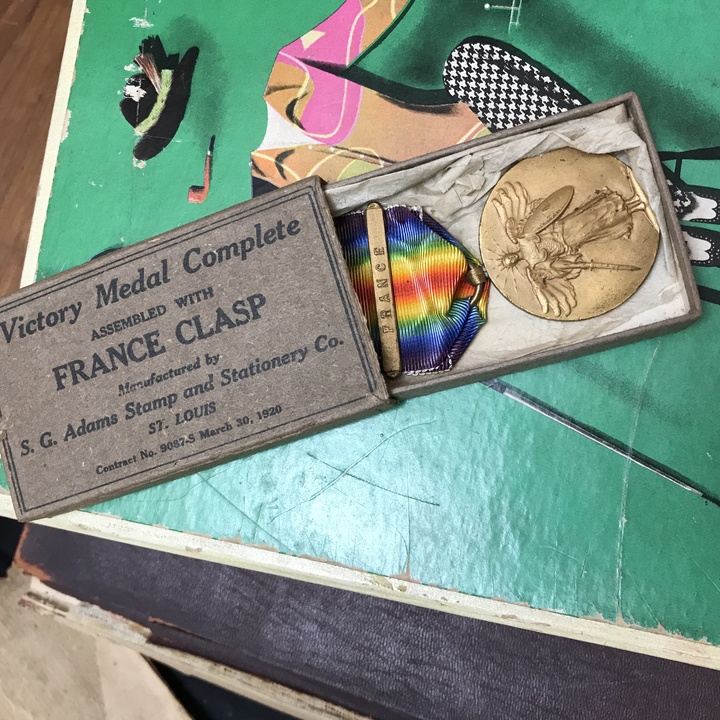 Victory Medal Complete
ASSEMBLED WITH
FRANCE CLASP
Manufactured by
S. G. Adams Stamp and Stationery Co.
ST. LOUIS
Contract No. 9087-S March 30, 1920
FRANCE